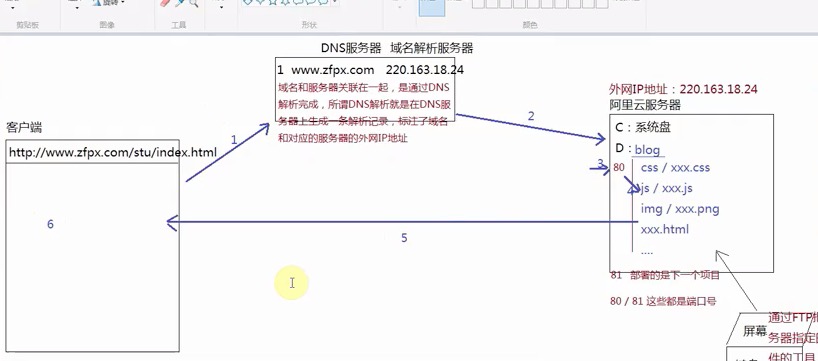 旋转
剪贴板
图像
工具
形状
颜色
DNS服务器 域名解析服务器
1 www.zfpx.com 220.163.18.24
域名和服务器关联在一起，是通过DNS
解析完成，所谓DNS解析就是在DNS服
务器上生成一条解析记录，标注了域名
和对应的服务器的外网IP地址
外网IP地址：220.163.18.24
阿里云服务器
C：系统盘
D：blog
80
css / xxx.css
js / xxx.js
img / xxx.png
xxx.html
....
81 部署的是下一个项目
80 / 81 这些都是端口号
客户端
http://www.zfpx.com/stu/index.html
1
2
3
4
5
6
屏幕
通过FTP把
务器指定的
件的工具